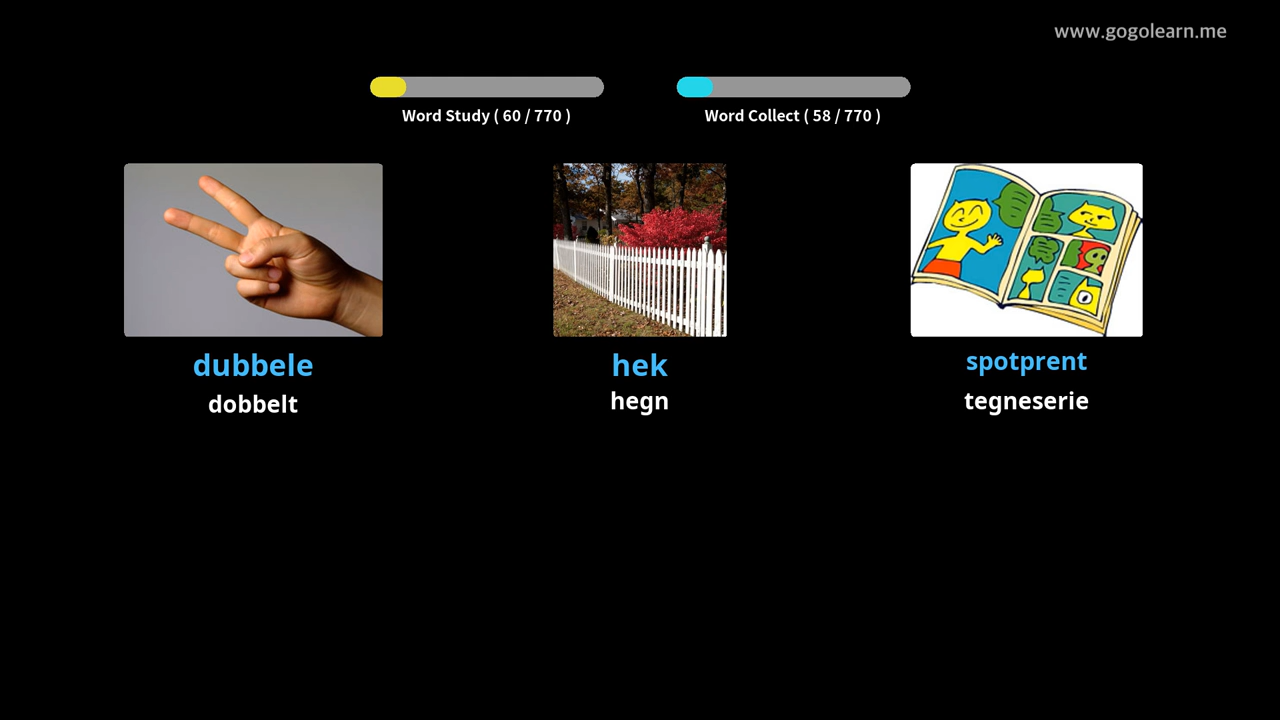 www.gogolearn.me
Word Study ( 60 / 770 )
Word Collect ( 58 / 770 )
dubbele
dobbelt
hek
hegn
spotprent
tegneserie